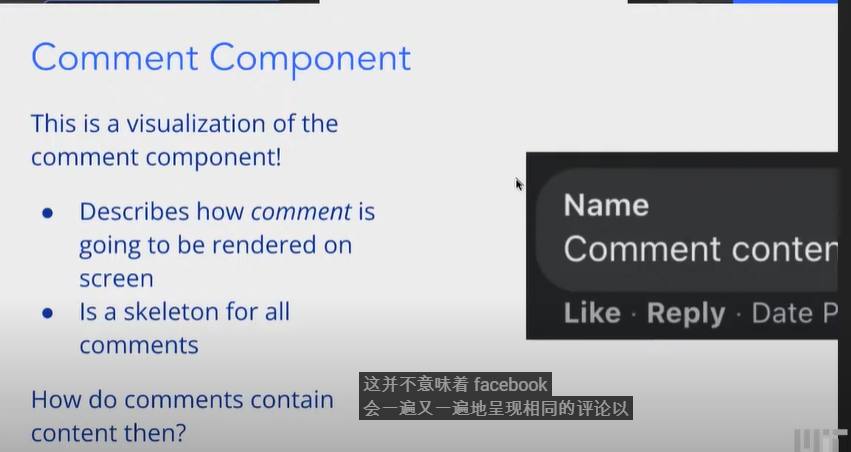 Comment Component
This is a visualization of the
comment component!
● Describes how comment is
going to be rendered on
screen
● Is a skeleton for all
comments
How do comments contain
content then?
Name
Comment conten
Like · Reply · Date P
这并不意味着 facebook
会一遍又一遍地呈现相同的评论以
MIT